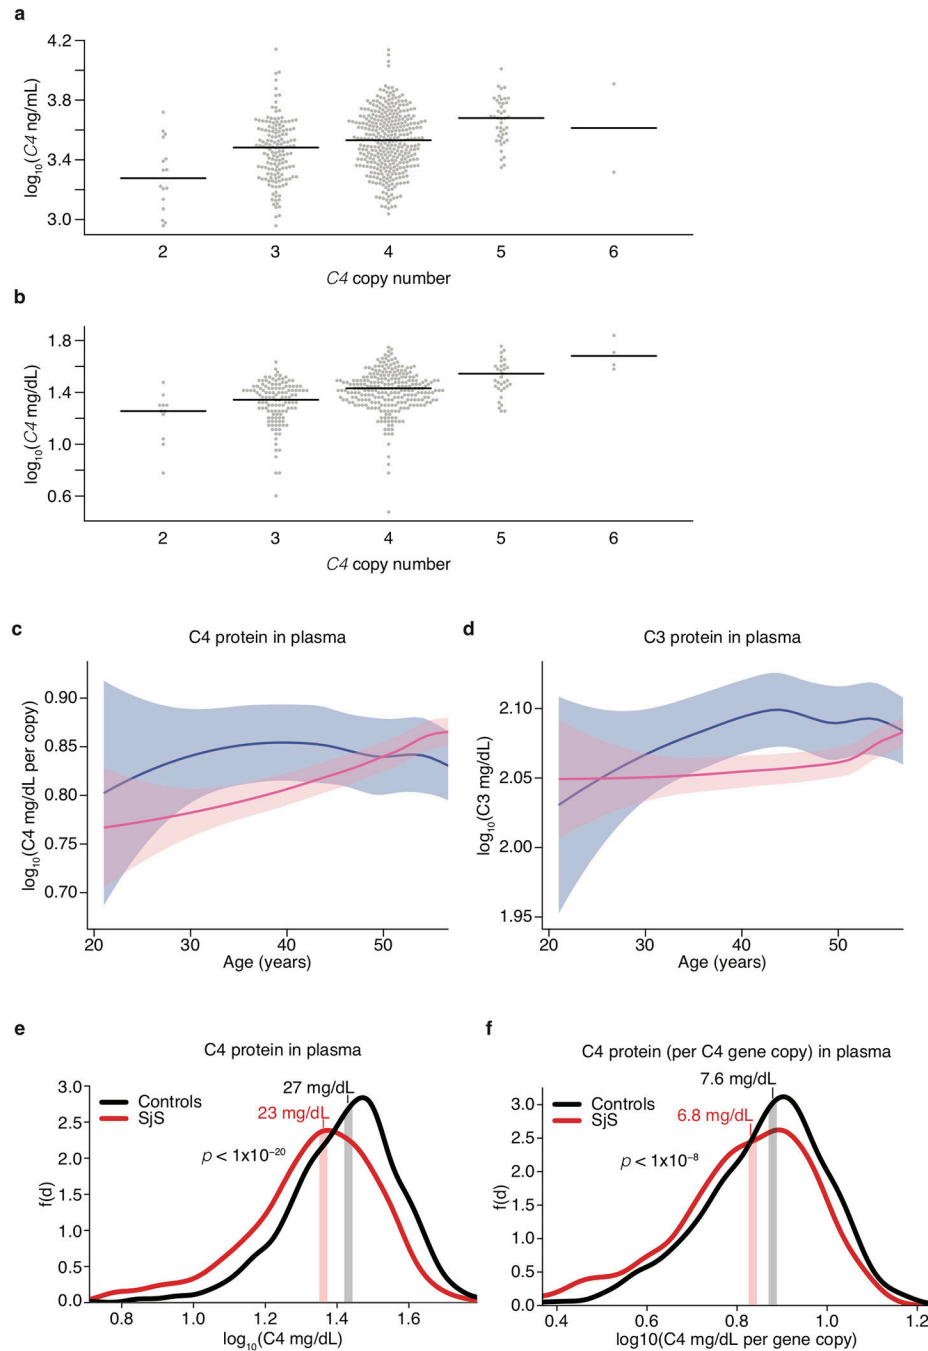 a
4.2
3.8
3.4
3.0
log10(C4 ng/mL)
2 3 4 5 6
C4 copy number
b
1.8
1.4
1.0
0.6
log10(C4 mg/dL)
2 3 4 5 6
C4 copy number
c
C4 protein in plasma
0.90
0.85
0.80
0.75
0.70
log10(C4 mg/dL per copy)
20 30 40 50
Age (years)
d
C3 protein in plasma
2.10
2.05
2.00
1.95
log10(C3 mg/dL)
20 30 40 50
Age (years)
e
C4 protein in plasma
3.0
2.5
2.0
1.5
1.0
0.5
0.0
f(d)
Controls
SjS
27 mg/dL
23 mg/dL
p < 1x10⁻²⁰
0.8 1.0 1.2 1.4 1.6
log10(C4 mg/dL)
f
C4 protein (per C4 gene copy) in plasma
3.0
2.5
2.0
1.5
1.0
0.5
0.0
f(d)
Controls
SjS
7.6 mg/dL
6.8 mg/dL
p < 1x10⁻⁸
0.4 0.6 0.8 1.0 1.2
log10(C4 mg/dL per gene copy)